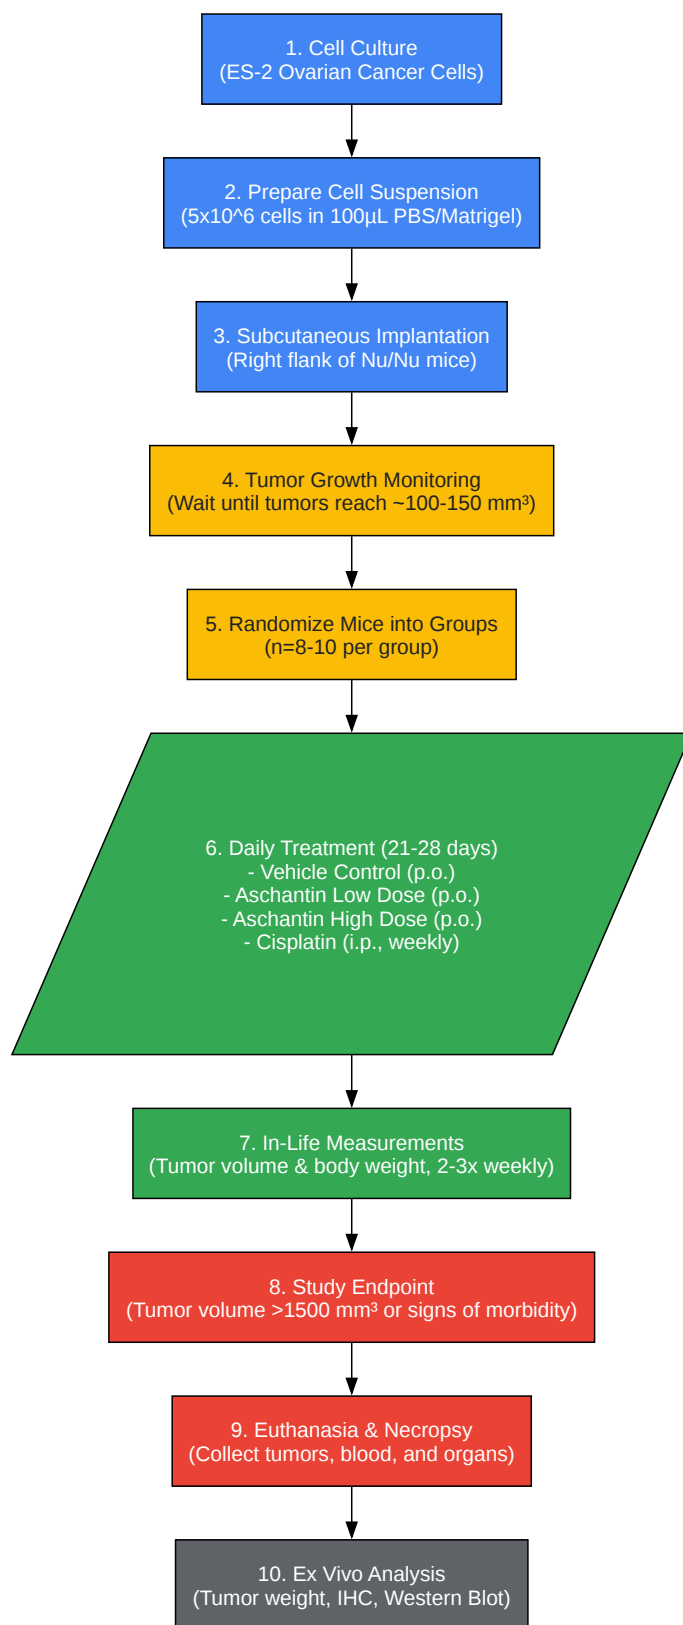 1. Cell Culture
(ES-2 Ovarian Cancer Cells)
2. Prepare Cell Suspension
(5x10^6 cells in 100µL PBS/Matrigel)
3. Subcutaneous Implantation
(Right flank of Nu/Nu mice)
4. Tumor Growth Monitoring
(Wait until tumors reach ~100-150 mm³)
5. Randomize Mice into Groups
(n=8-10 per group)
6. Daily Treatment (21-28 days)
- Vehicle Control (p.o.)
- Aschantin Low Dose (p.o.)
- Aschantin High Dose (p.o.)
- Cisplatin (i.p., weekly)
7. In-Life Measurements
(Tumor volume & body weight, 2-3x weekly)
8. Study Endpoint
(Tumor volume >1500 mm³ or signs of morbidity)
9. Euthanasia & Necropsy
(Collect tumors, blood, and organs)
10. Ex Vivo Analysis
(Tumor weight, IHC, Western Blot)